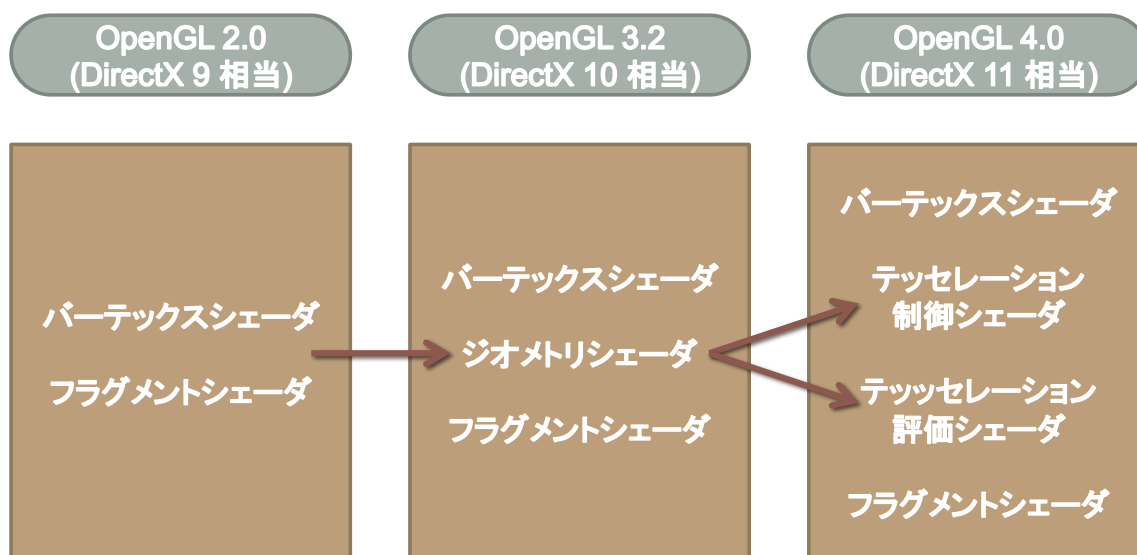 OpenGL 2.0
(DirectX 9 相当)
OpenGL 3.2
(DirectX 10 相当)
OpenGL 4.0
(DirectX 11 相当)
バーテックスシェーダ
フラグメントシェーダ
バーテックスシェーダ
ジオメトリシェーダ
フラグメントシェーダ
バーテックスシェーダ
テッセレーション
制御シェーダ
テッッセレーション
評価シェーダ
フラグメントシェーダ